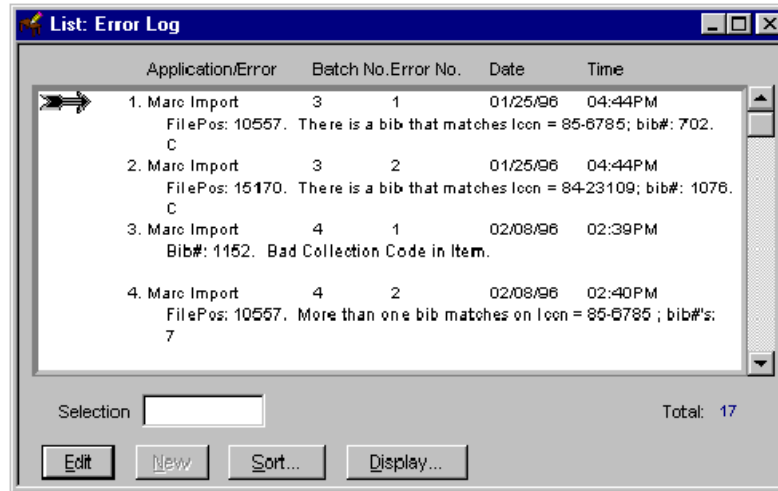 List: Error Log
Application/Error Batch No. Error No. Date Time
1. Marc Import 3 1 01/25/96 04:44PM
FilePos: 10557. There is a bib that matches lccn = 85-6785; bib#: 702.
C
2. Marc Import 3 2 01/25/96 04:44PM
FilePos: 15170. There is a bib that matches lccn = 84-23109; bib#: 1076.
C
3. Marc Import 4 1 02/08/96 02:39PM
Bib#: 1152. Bad Collection Code in Item.
4. Marc Import 4 2 02/08/96 02:40PM
FilePos: 10557. More than one bib matches on lccn = 85-6785 ; bib#'s:
7
Selection Total: 17
Edit New Sort... Display...